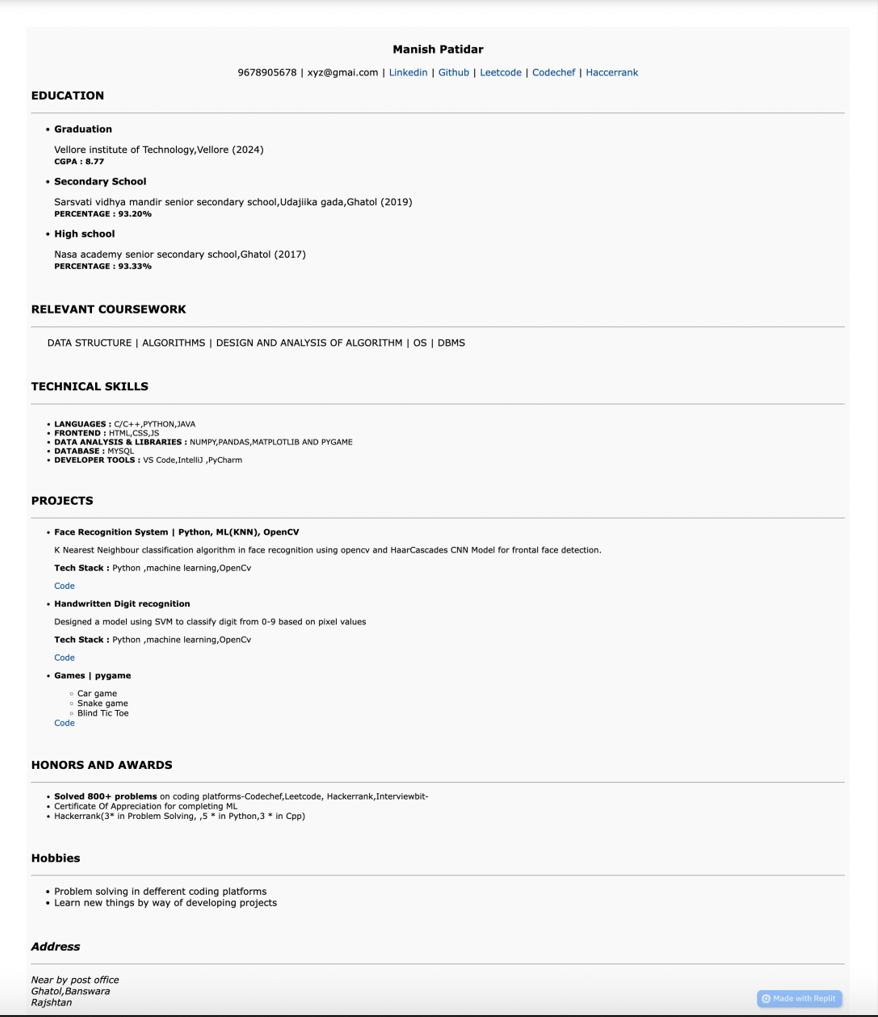 Manish Patidar
9678905678 | xyz@gmai.com | Linkedin | Github | Leetcode | Codechef | Haccerrank
EDUCATION
• Graduation
Vellore institute of Technology,Vellore (2024)
CGPA : 8.77
• Secondary School
Sarsvati vidhya mandir senior secondary school,Udajiika gada,Ghatol (2019)
PERCENTAGE : 93.20%
• High school
Nasa academy senior secondary school,Ghatol (2017)
PERCENTAGE : 93.33%
RELEVANT COURSEWORK
DATA STRUCTURE | ALGORITHMS | DESIGN AND ANALYSIS OF ALGORITHM | OS | DBMS
TECHNICAL SKILLS
• LANGUAGES : C/C++,PYTHON,JAVA
• FRONTEND : HTML,CSS,JS
• DATA ANALYSIS & LIBRARIES : NUMPY,PANDAS,MATPLOTLIB AND PYGAME
• DATABASE : MYSQL
• DEVELOPER TOOLS : VS Code,IntelliJ ,PyCharm
PROJECTS
• Face Recognition System | Python, ML(KNN), OpenCV
K Nearest Neighbour classification algorithm in face recognition using opencv and HaarCascades CNN Model for frontal face detection.
Tech Stack : Python ,machine learning,OpenCv
Code
• Handwritten Digit recognition
Designed a model using SVM to classify digit from 0-9 based on pixel values
Tech Stack : Python ,machine learning,OpenCv
Code
• Games | pygame
◦ Car game
◦ Snake game
◦ Blind Tic Toe
Code
HONORS AND AWARDS
• Solved 800+ problems on coding platforms-Codechef,Leetcode, Hackerrank,Interviewbit-
• Certificate Of Appreciation for completing ML
• Hackerrank(3* in Problem Solving, ,5 * in Python,3 * in Cpp)
Hobbies
• Problem solving in defferent coding platforms
• Learn new things by way of developing projects
Address
Near by post office
Ghatol,Banswara
Rajshtan
Made with Replit